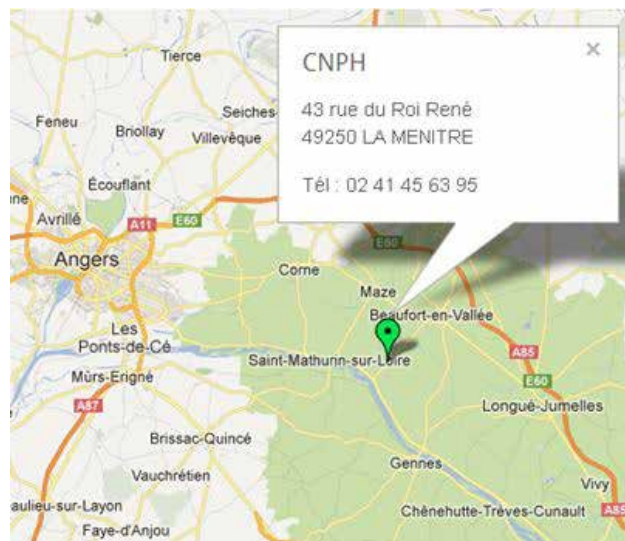 CNPH
43 rue du Roi René
49250 LA MENITRE
Tél : 02 41 45 63 95
Tierce
Feneu
Seiches-
Briollay
Villevêque
Écouflant
Avrillé
A11
E60
E60
Angers
Corne
Maze
Beaufort-en-Vallée
Les
Ponts-de-Cé
Saint-Mathurin-sur-Loire
A85
Mûrs-Erigné
E60
A87
Longué-Jumelles
Brissac-Quincé
Gennes
Vauchrétien
Vivy
aulieu-sur-Layon
Chênehutte-Trèves-Cunault
A85
Faye-d'Anjou